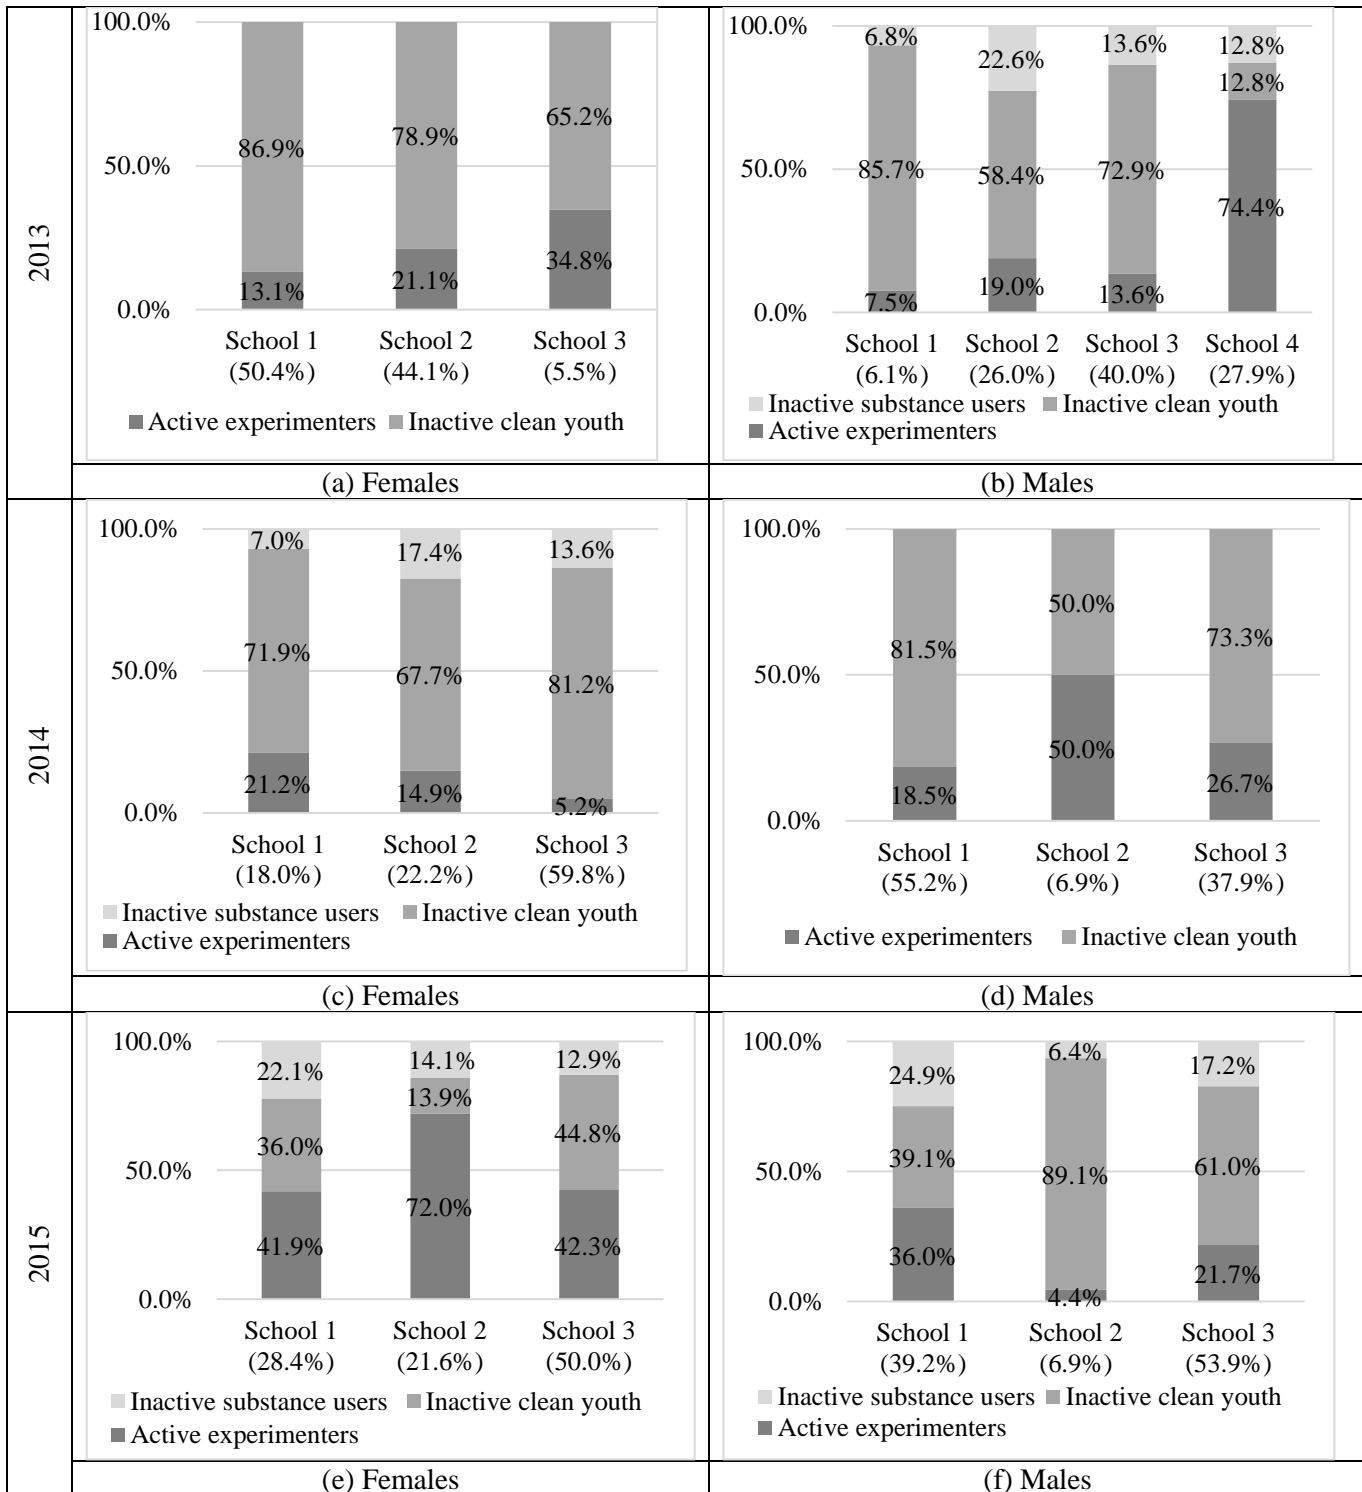 2013
100.0%
50.0%
0.0%
86.9%
78.9%
65.2%
13.1%
21.1%
34.8%
School 1 School 2 School 3
(50.4%) (44.1%) (5.5%)
Active experimenters Inactive clean youth
(a) Females
100.0%
50.0%
0.0%
6.8%
22.6%
13.6%
12.8%
85.7%
58.4%
72.9%
12.8%
7.5%
19.0%
13.6%
74.4%
School 1 School 2 School 3 School 4
(6.1%) (26.0%) (40.0%) (27.9%)
Inactive substance users Inactive clean youth
Active experimenters
(b) Males
2014
100.0%
50.0%
0.0%
7.0%
17.4%
13.6%
71.9%
67.7%
81.2%
21.2%
14.9%
5.2%
School 1 School 2 School 3
(18.0%) (22.2%) (59.8%)
Inactive substance users Inactive clean youth
Active experimenters
(c) Females
100.0%
50.0%
0.0%
81.5%
50.0%
73.3%
18.5%
50.0%
26.7%
School 1 School 2 School 3
(55.2%) (6.9%) (37.9%)
Active experimenters Inactive clean youth
(d) Males
2015
100.0%
50.0%
0.0%
22.1%
14.1%
12.9%
36.0%
13.9%
44.8%
41.9%
72.0%
42.3%
School 1 School 2 School 3
(28.4%) (21.6%) (50.0%)
Inactive substance users Inactive clean youth
Active experimenters
(e) Females
100.0%
50.0%
0.0%
24.9%
6.4%
17.2%
39.1%
89.1%
61.0%
36.0%
4.4%
21.7%
School 1 School 2 School 3
(39.2%) (6.9%) (53.9%)
Inactive substance users Inactive clean youth
Active experimenters
(f) Males